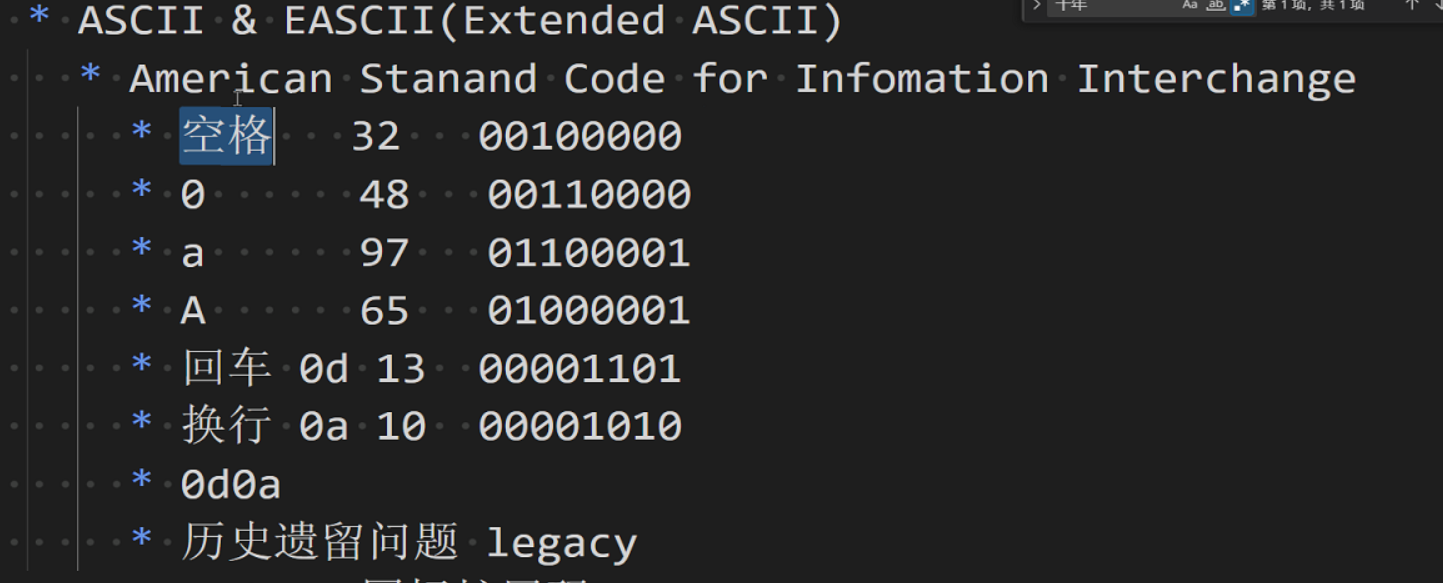 * ASCII & EASCII(Extended ASCII)
十年 Aa ab 第1项, 共1项
* American Stanand Code for Infomation Interchange
* 空格 32 00100000
* 0 48 00110000
* a 97 01100001
* A 65 01000001
* 回车 0d 13 00001101
* 换行 0a 10 00001010
* 0d0a
* 历史遗留问题 legacy